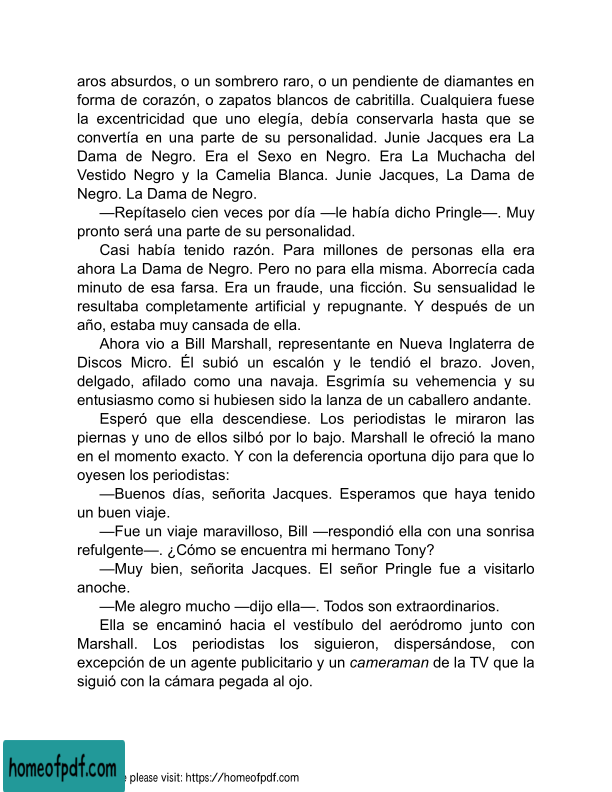 aros absurdos, o un sombrero raro, o un pendiente de diamantes en
forma de corazón, o zapatos blancos de cabritilla. Cualquiera fuese
la excentricidad que uno elegía, debía conservarla hasta que se
convertía en una parte de su personalidad. Junie Jacques era La
Dama de Negro. Era el Sexo en Negro. Era La Muchacha del
Vestido Negro y la Camelia Blanca. Junie Jacques, La Dama de
Negro. La Dama de Negro.
—Repítaselo cien veces por día —le había dicho Pringle—. Muy
pronto será una parte de su personalidad.
Casi había tenido razón. Para millones de personas ella era
ahora La Dama de Negro. Pero no para ella misma. Aborrecía cada
minuto de esa farsa. Era un fraude, una ficción. Su sensualidad le
resultaba completamente artificial y repugnante. Y después de un
año, estaba muy cansada de ella.
Ahora vio a Bill Marshall, representante en Nueva Inglaterra de
Discos Micro. Él subió un escalón y le tendió el brazo. Joven,
delgado, afilado como una navaja. Esgrimía su vehemencia y su
entusiasmo como si hubiesen sido la lanza de un caballero andante.
Esperó que ella descendiese. Los periodistas le miraron las
piernas y uno de ellos silbó por lo bajo. Marshall le ofreció la mano
en el momento exacto. Y con la deferencia oportuna dijo para que lo
oyesen los periodistas:
—Buenos días, señorita Jacques. Esperamos que haya tenido
un buen viaje.
—Fue un viaje maravilloso, Bill —respondió ella con una sonrisa
refulgente—. ¿Cómo se encuentra mi hermano Tony?
—Muy bien, señorita Jacques. El señor Pringle fue a visitarlo
anoche.
—Me alegro mucho —dijo ella—. Todos son extraordinarios.
Ella se encaminó hacia el vestíbulo del aeródromo junto con
Marshall. Los periodistas los siguieron, dispersándose, con
excepción de un agente publicitario y un cameraman de la TV que la
siguió con la cámara pegada al ojo.
homeofpdf.com
please visit: https://homeofpdf.com